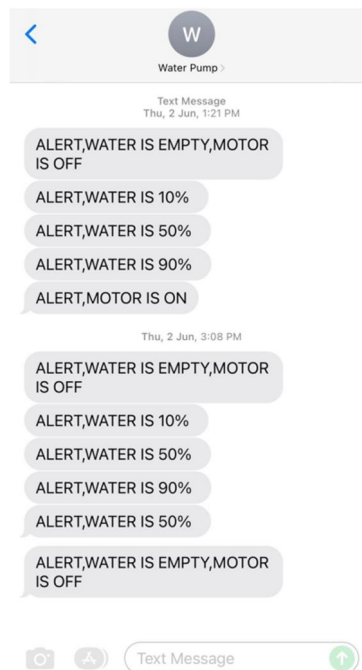 W
Water Pump
Text Message
Thu, 2 Jun, 1:21 PM
ALERT,WATER IS EMPTY,MOTOR
IS OFF
ALERT,WATER IS 10%
ALERT,WATER IS 50%
ALERT,WATER IS 90%
ALERT,MOTOR IS ON
Thu, 2 Jun, 3:08 PM
ALERT,WATER IS EMPTY,MOTOR
IS OFF
ALERT,WATER IS 10%
ALERT,WATER IS 50%
ALERT,WATER IS 90%
ALERT,WATER IS 50%
ALERT,WATER IS EMPTY,MOTOR
IS OFF
Text Message